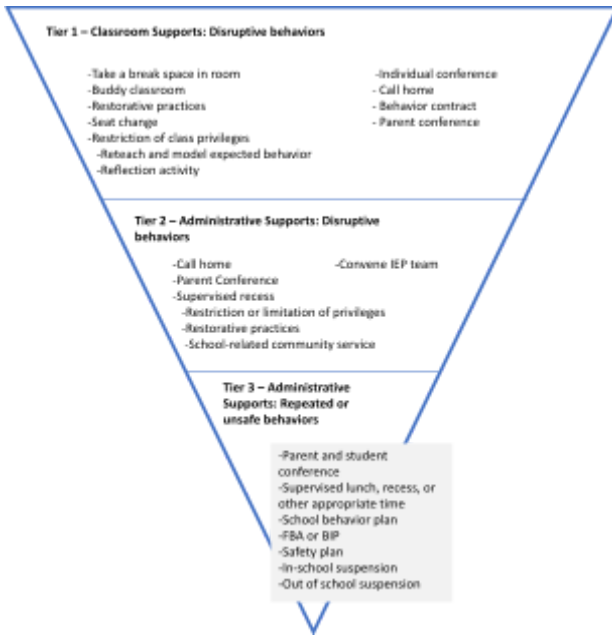 Tier 1 – Classroom Supports: Disruptive behaviors
-Take a break space in room
-Buddy classroom
-Restorative practices
-Seat change
-Restriction of class privileges
-Reteach and model expected behavior
-Reflection activity
-Individual conference
- Call home
- Behavior contract
- Parent conference
Tier 2 – Administrative Supports: Disruptive
behaviors
-Call home
-Parent Conference
-Supervised recess
-Restriction or limitation of privileges
-Restorative practices
-School-related community service
-Convene IEP team
Tier 3 – Administrative
Supports: Repeated or
unsafe behaviors
-Parent and student
conference
-Supervised lunch, recess, or
other appropriate time
-School behavior plan
-FBA or BIP
-Safety plan
-In-school suspension
-Out of school suspension